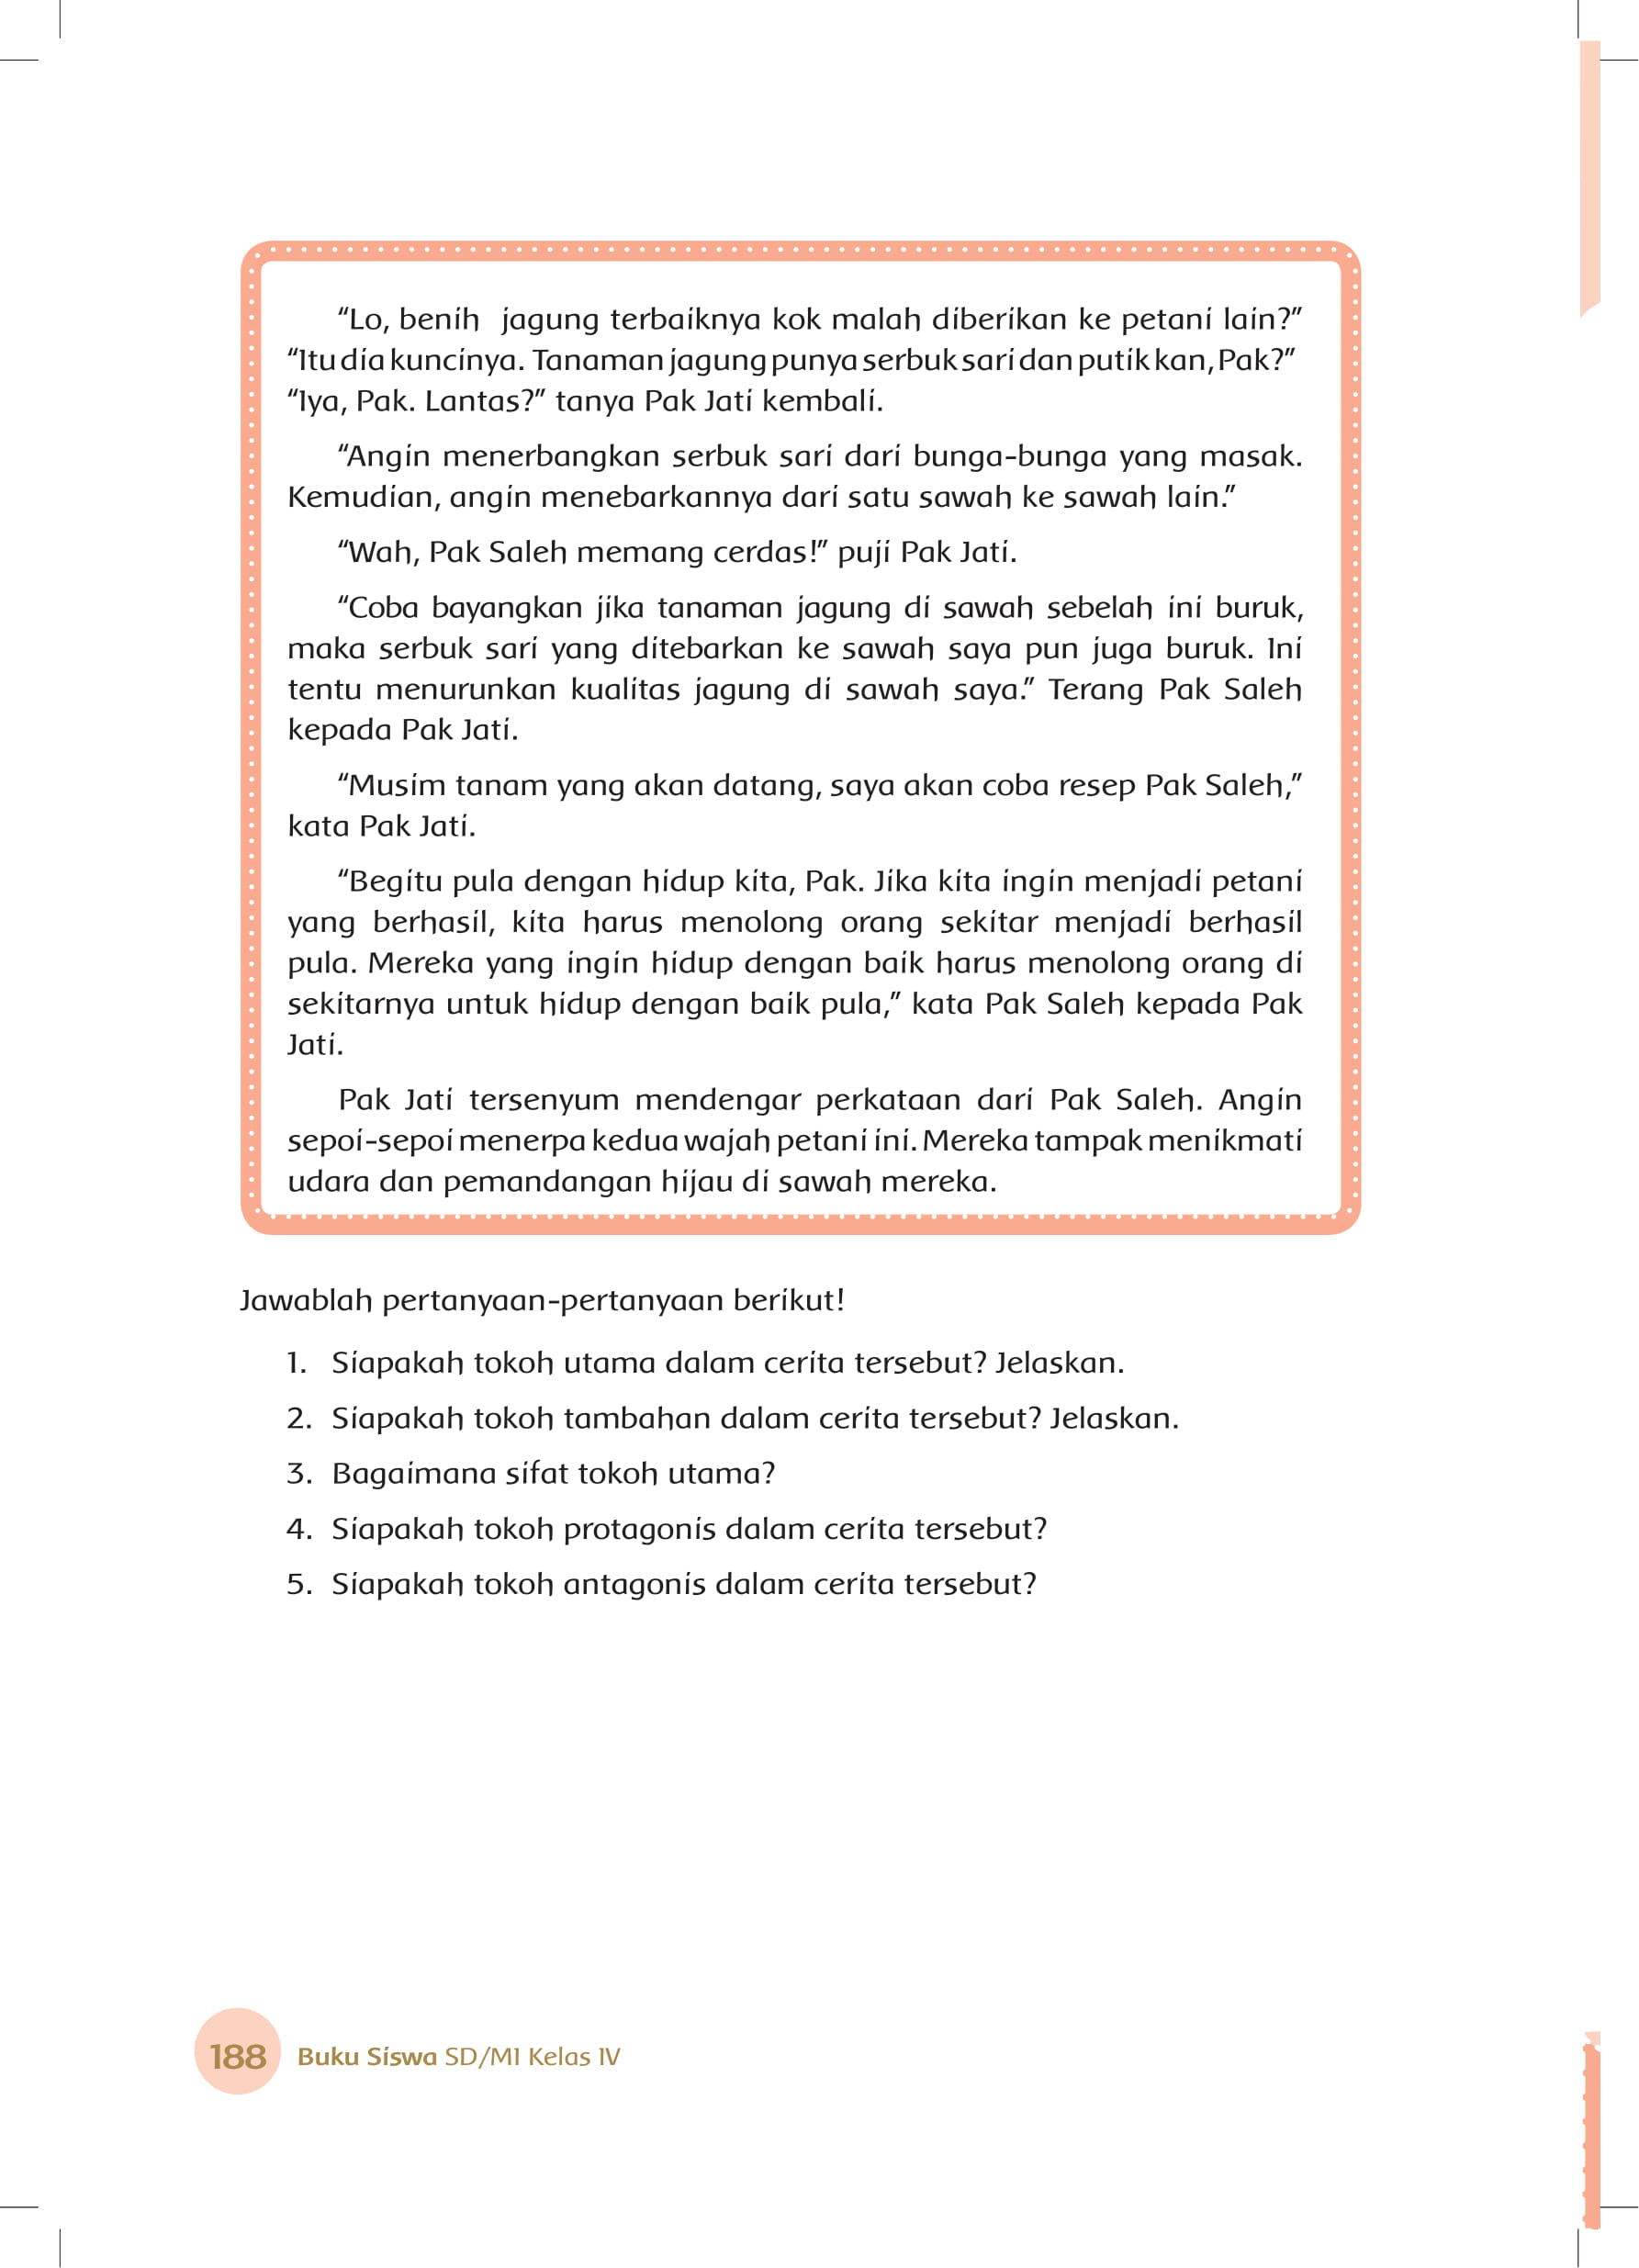 “Lo, benih jagung terbaiknya kok malah diberikan ke petani lain?”
“Itu dia kuncinya. Tanaman jagung punya serbuk sari dan putik kan, Pak?”
“Iya, Pak. Lantas?” tanya Pak Jati kembali.
“Angin menerbangkan serbuk sari dari bunga-bunga yang masak.
Kemudian, angin menebarkannya dari satu sawah ke sawah lain.”
“Wah, Pak Saleh memang cerdas!” puji Pak Jati.
“Coba bayangkan jika tanaman jagung di sawah sebelah ini buruk,
maka serbuk sari yang ditebarkan ke sawah saya pun juga buruk. Ini
tentu menurunkan kualitas jagung di sawah saya.” Terang Pak Saleh
kepada Pak Jati.
“Musim tanam yang akan datang, saya akan coba resep Pak Saleh,”
kata Pak Jati.
“Begitu pula dengan hidup kita, Pak. Jika kita ingin menjadi petani
yang berhasil, kita harus menolong orang sekitar menjadi berhasil
pula. Mereka yang ingin hidup dengan baik harus menolong orang di
sekitarnya untuk hidup dengan baik pula,” kata Pak Saleh kepada Pak
Jati.
Pak Jati tersenyum mendengar perkataan dari Pak Saleh. Angin
sepoi-sepoi menerpa kedua wajah petani ini. Mereka tampak menikmati
udara dan pemandangan hijau di sawah mereka.
Jawablah pertanyaan-pertanyaan berikut!
1. Siapakah tokoh utama dalam cerita tersebut? Jelaskan.
2. Siapakah tokoh tambahan dalam cerita tersebut? Jelaskan.
3. Bagaimana sifat tokoh utama?
4. Siapakah tokoh protagonis dalam cerita tersebut?
5. Siapakah tokoh antagonis dalam cerita tersebut?
188 Buku Siswa SD/MI Kelas IV